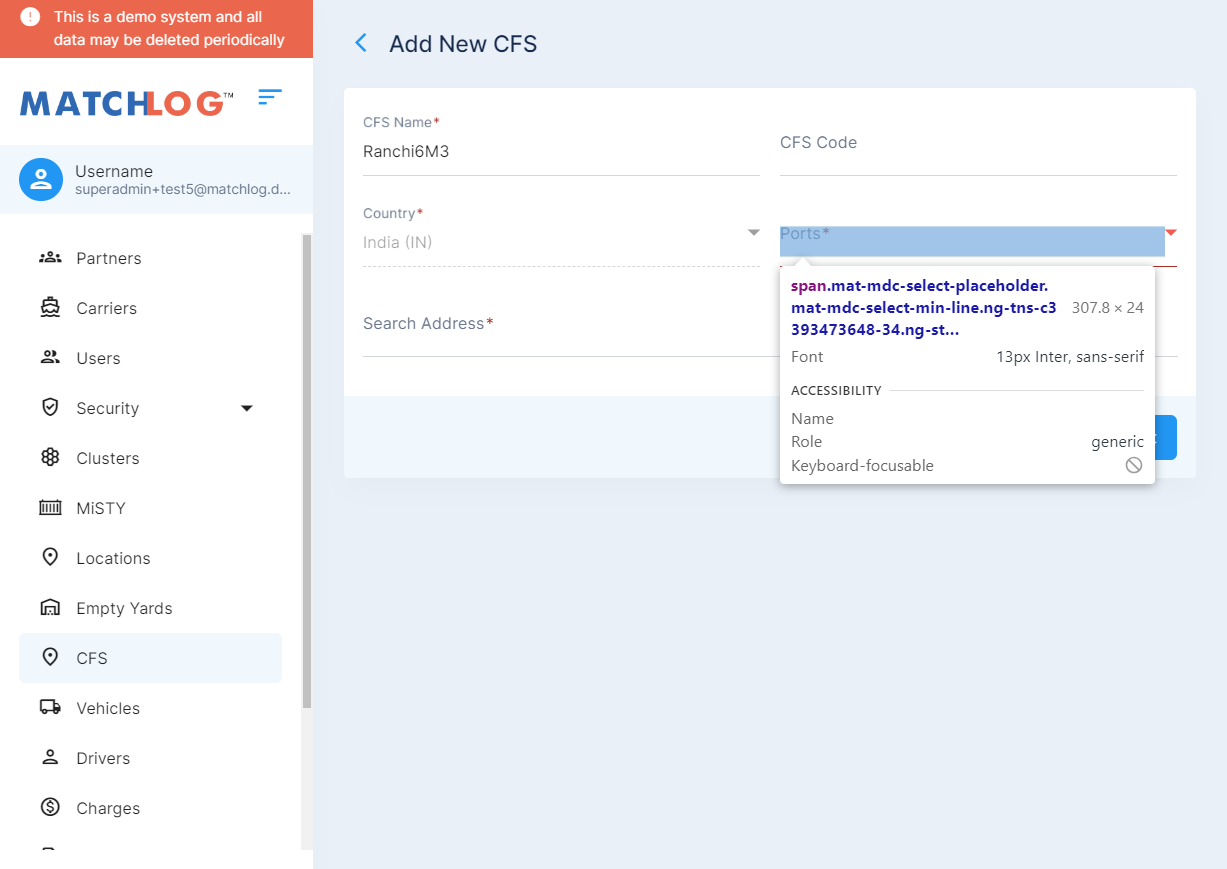 This is a demo system and all
data may be deleted periodically
MATCHLOG™
Username
superadmin+test5@matchlog.d...
Partners
Carriers
Users
Security
Clusters
MiSTY
Locations
Empty Yards
CFS
Vehicles
Drivers
Charges
Add New CFS
CFS Name*
Ranchi6M3
CFS Code
Country*
India (IN)
Ports*
Search Address*
span.mat-mdc-select-placeholder.
mat-mdc-select-min-line.ng-tns-c3
393473648-34.ng-st…
307.8 × 24
Font 13px Inter, sans-serif
ACCESSIBILITY
Name
Role generic
Keyboard-focusable